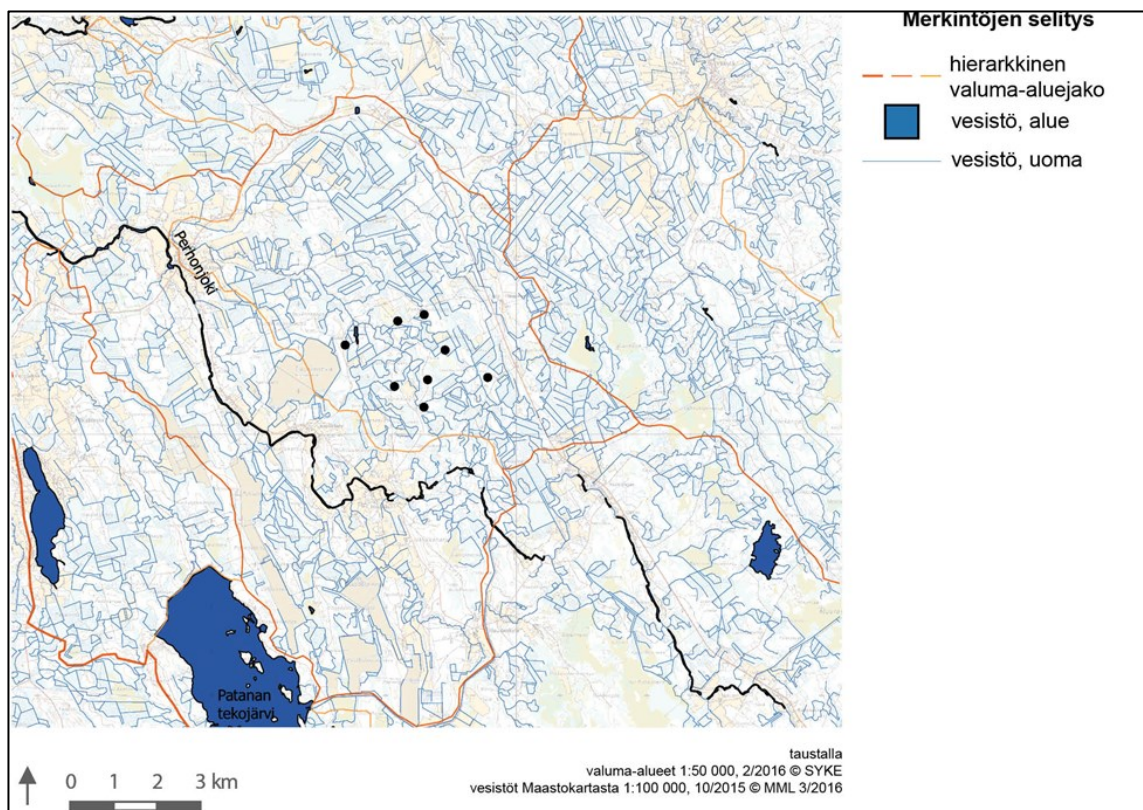 Merkintöjen selitys
hierarkkinen
valuma-aluejako
vesistö, alue
vesistö, uoma
Perhonjoki
Patanan
tekojärvi
taustalla
valuma-alueet 1:50 000, 2/2016 © SYKE
vesistöt Maastokartasta 1:100 000, 10/2015 © MML 3/2016
0 1 2 3 km